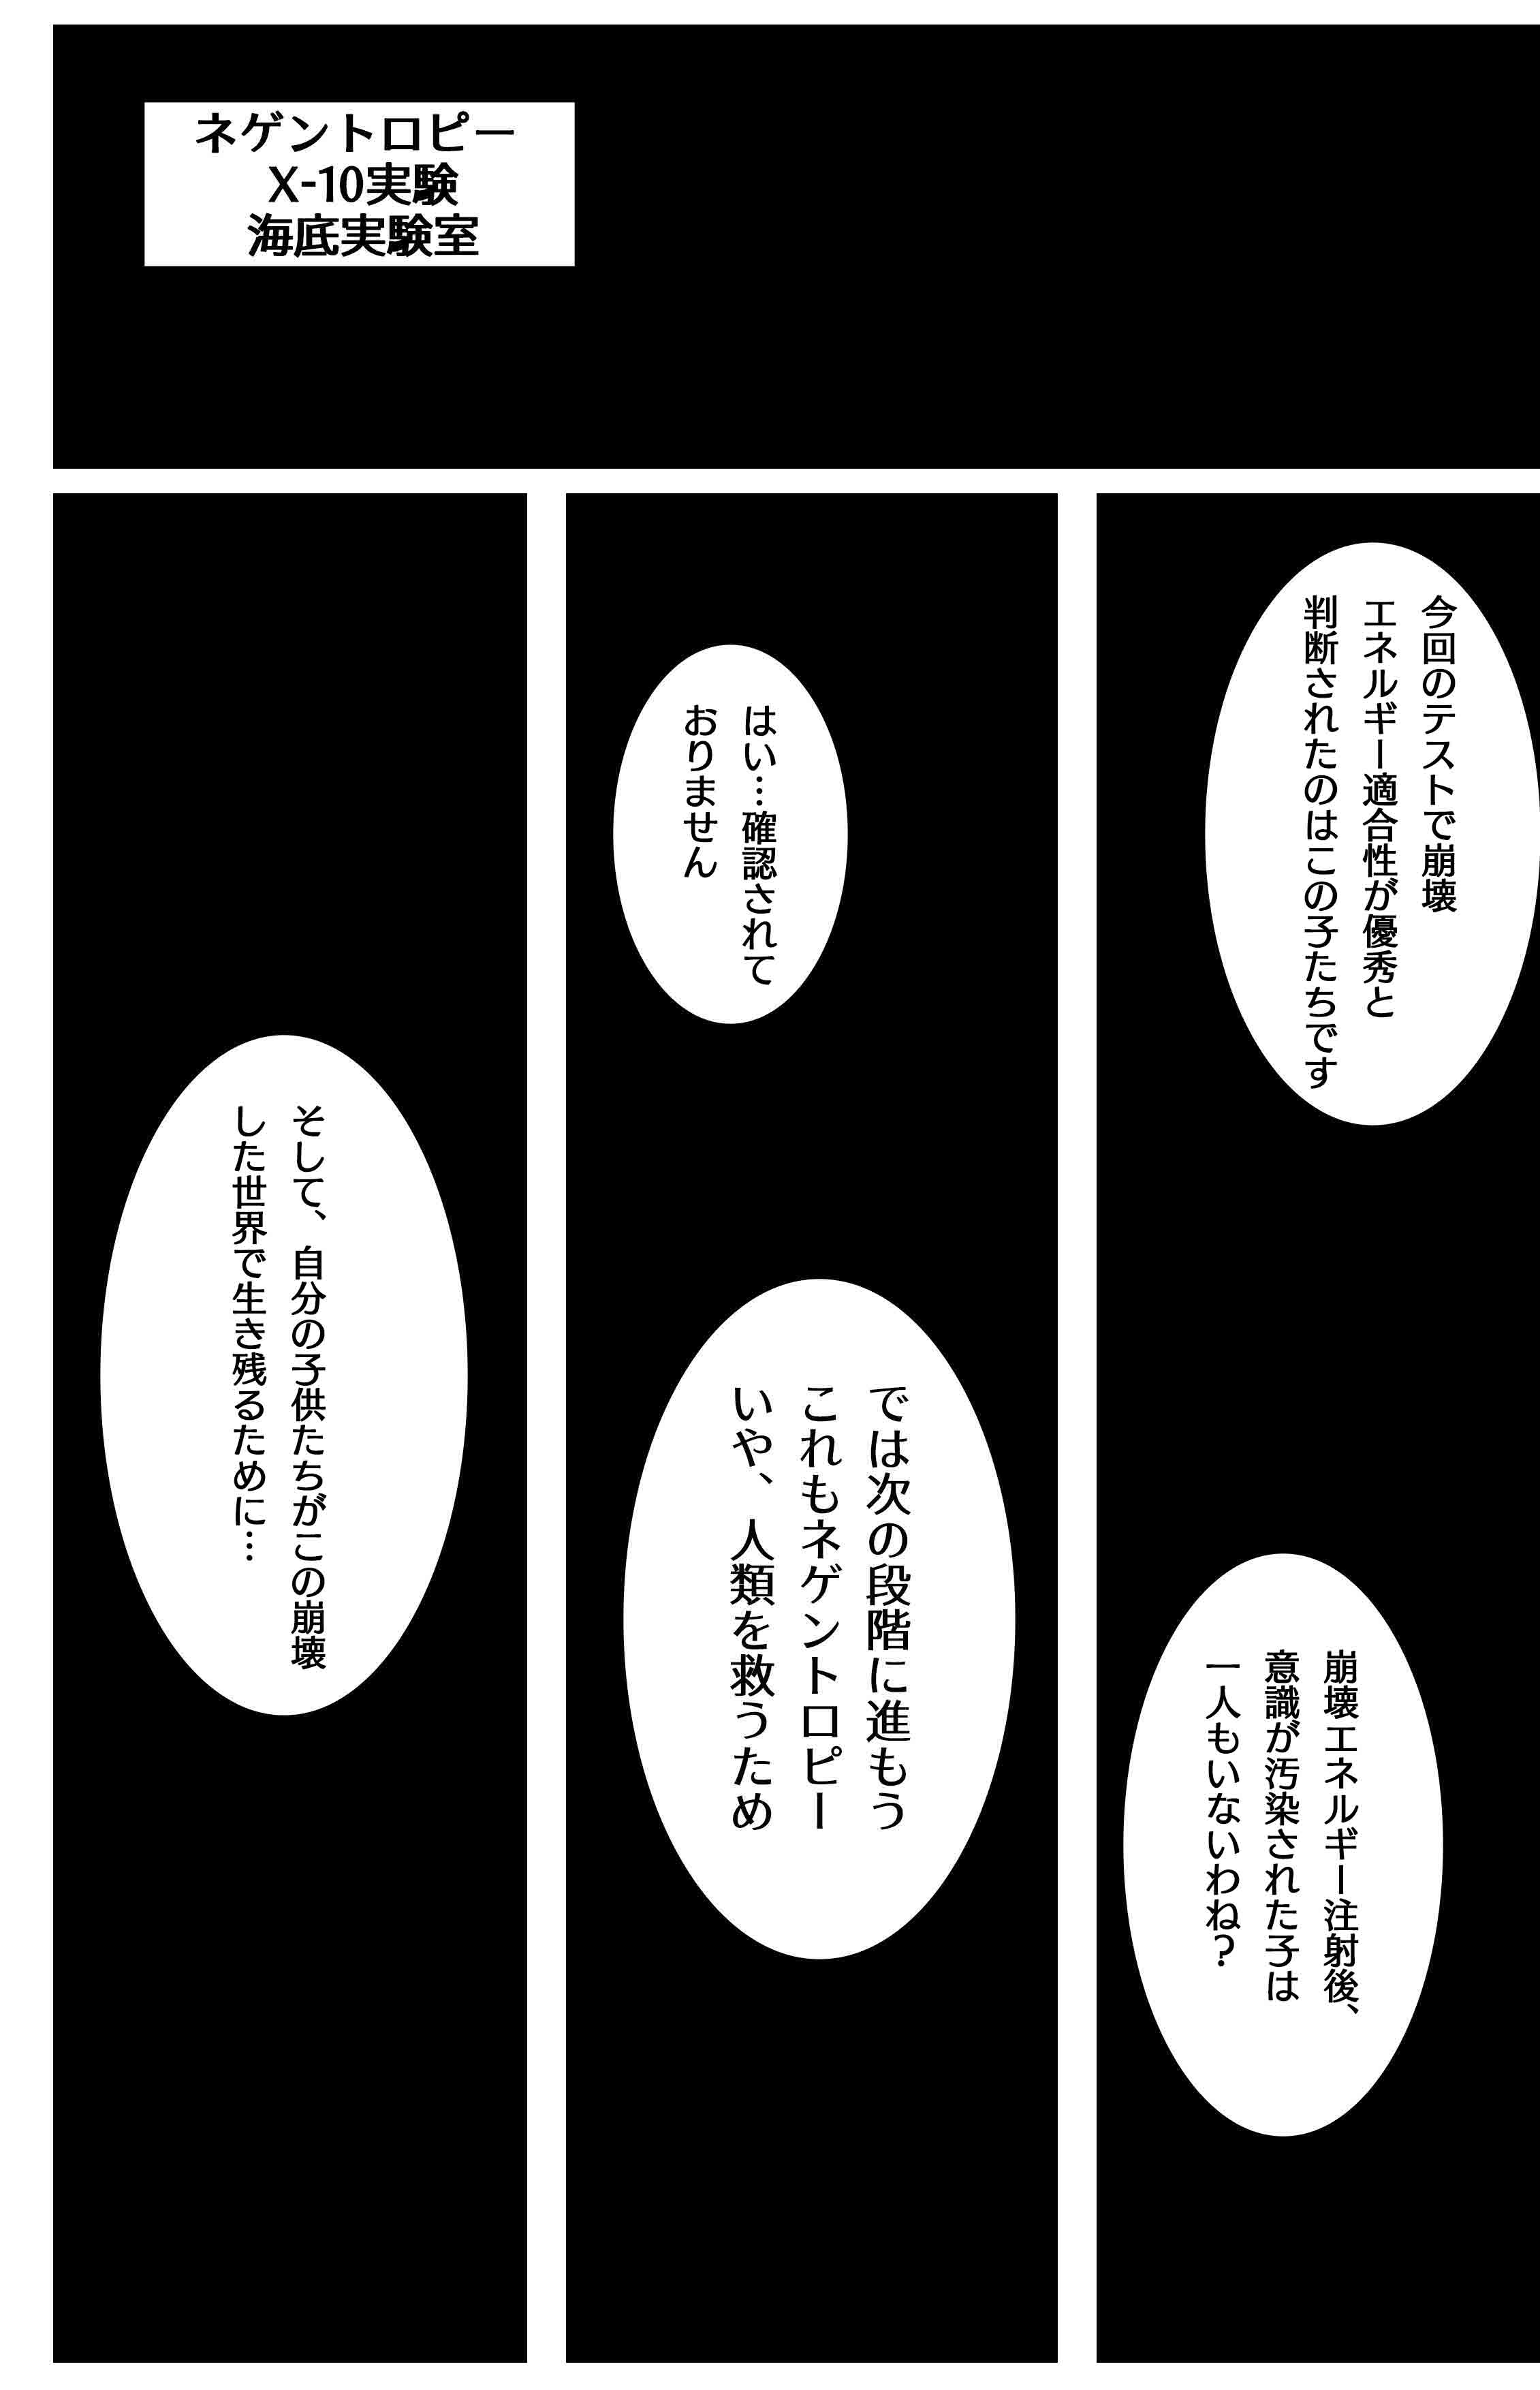 ネゲントロピー
X-10実験
海底実験室
今回のテストで崩壊
エネルギー適合性が優秀と
判断されたのはこの子たちです
崩壊エネルギー注射後、
意識が汚染された子は
一人もいないわね?
はい…確認されて
おりません
では次の段階に進もう
これもネゲントロピー
いや、人類を救うため
そして、自分の子供たちがこの崩壊
した世界で生き残るために…